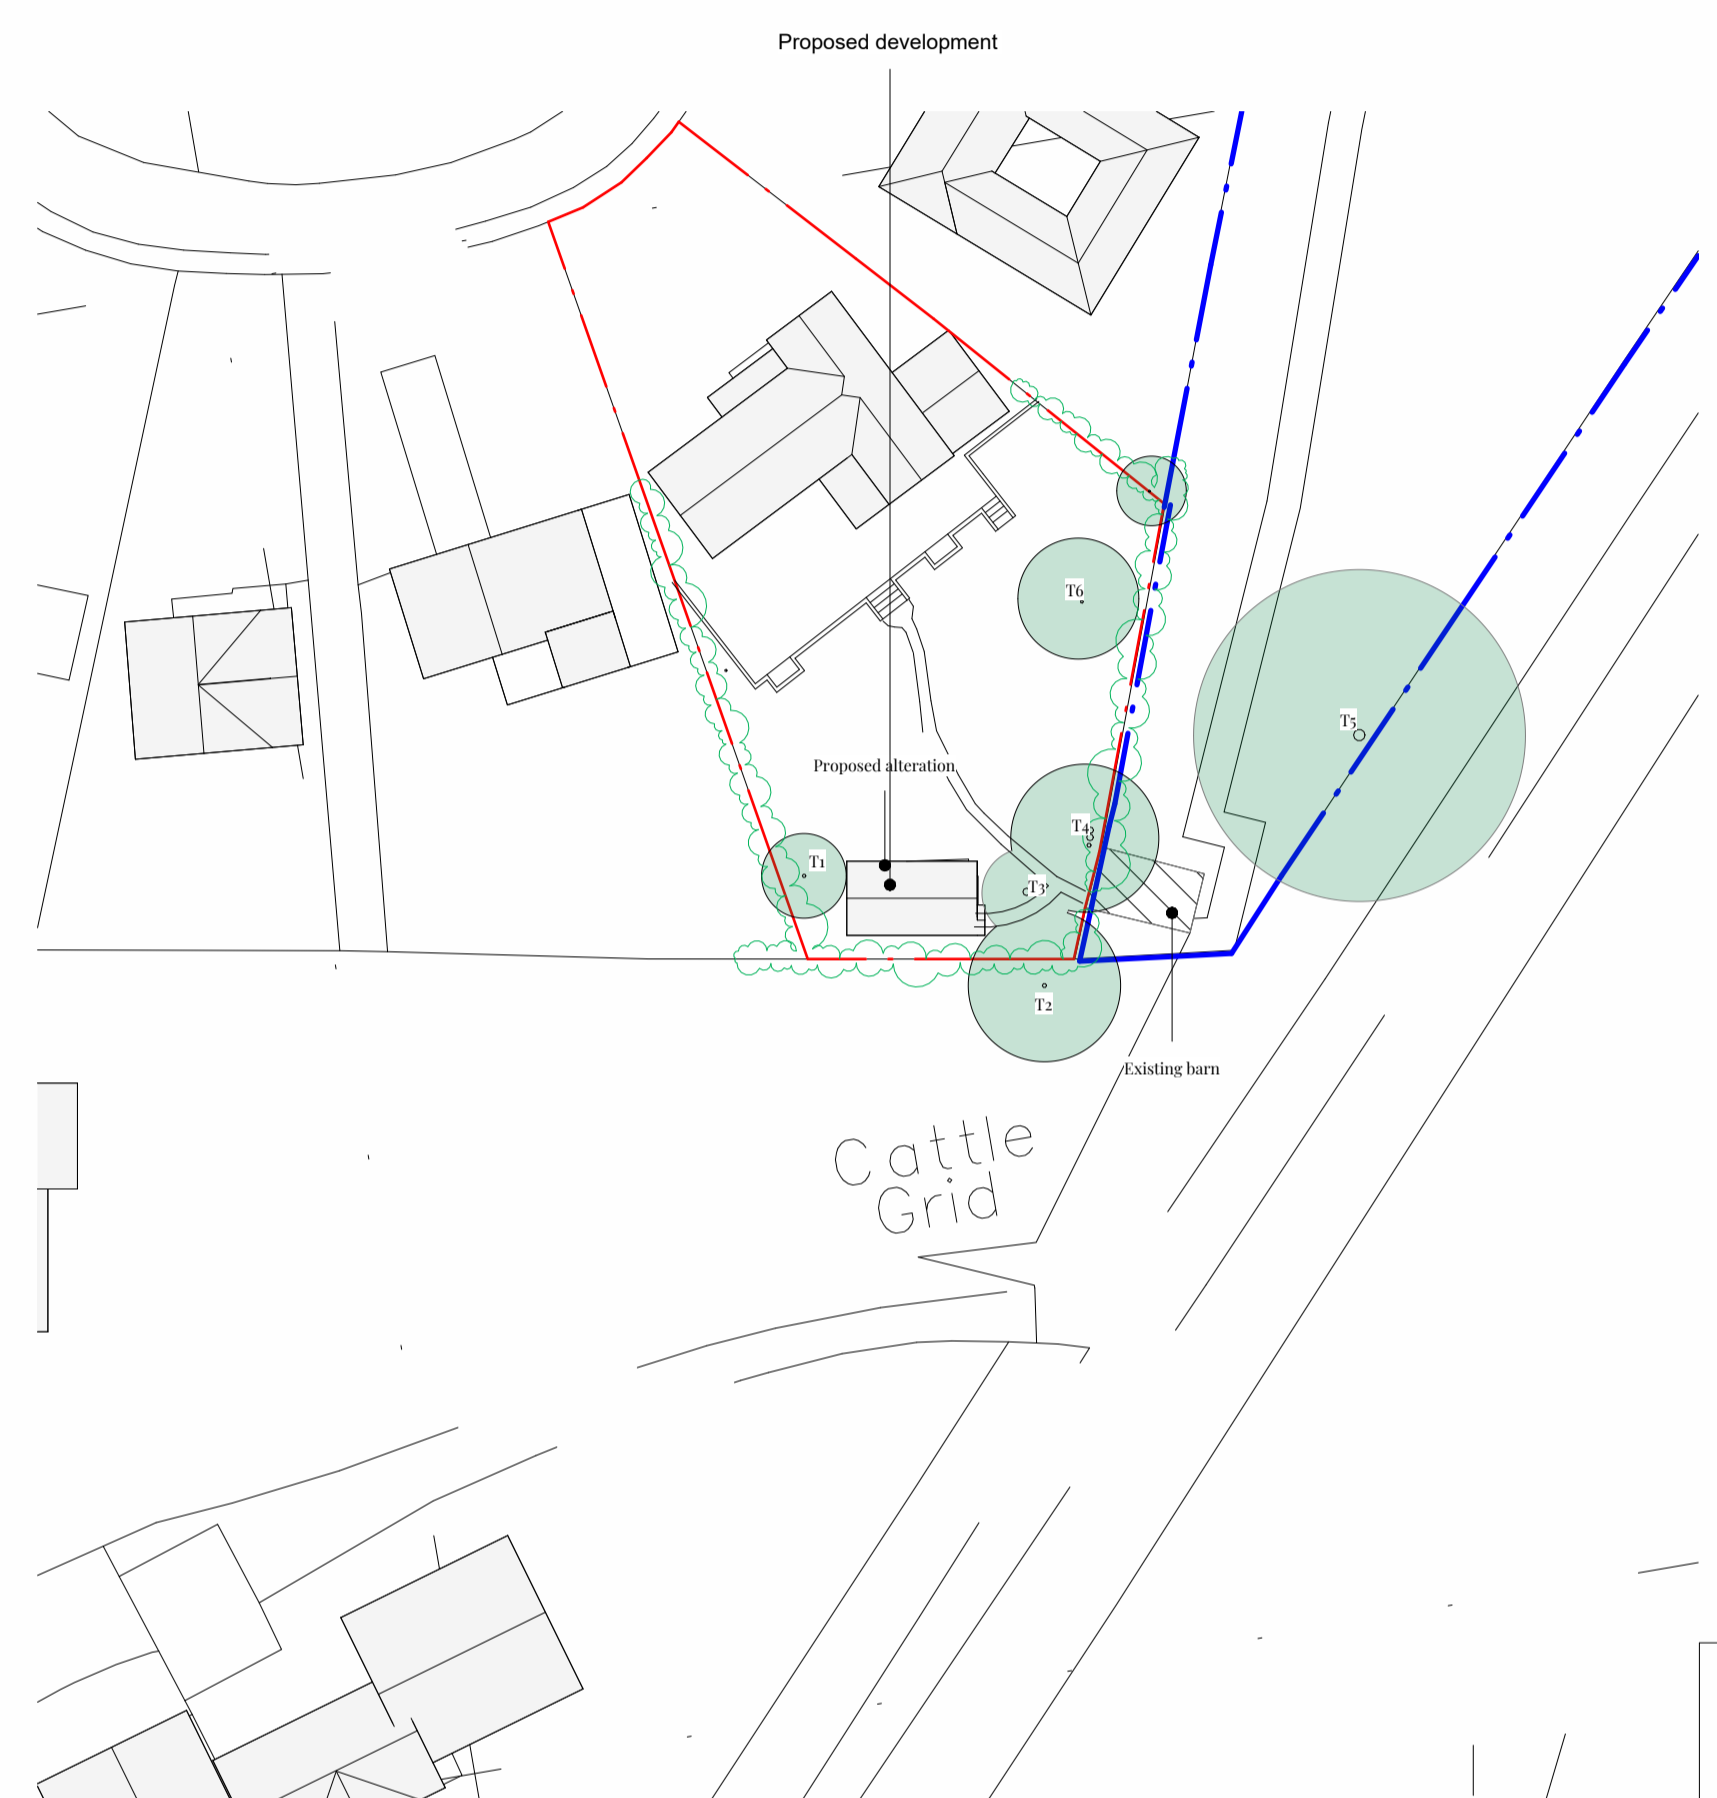 Proposed development
T6
T5
Proposed alteration
T4
T1
T3
T2
Existing barn
Cattle
Grid